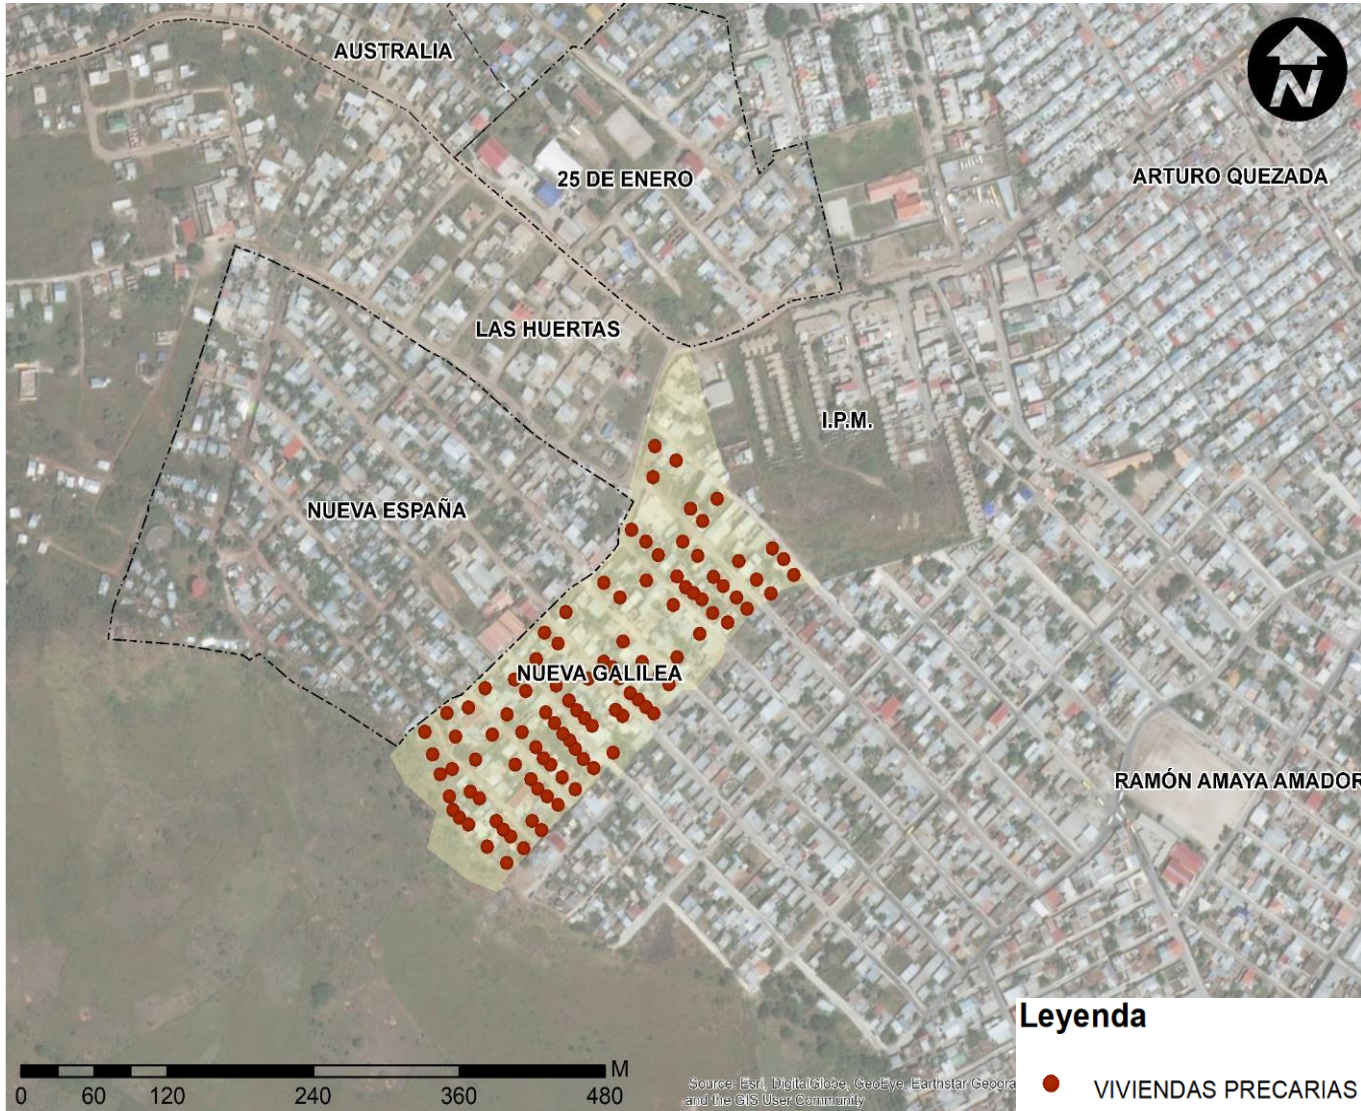 AUSTRALIA
N
25 DE ENERO
ARTURO QUEZADA
LAS HUERTAS
I.P.M.
NUEVA ESPAÑA
NUEVA GALILEA
RAMÓN AMAYA AMADOR
Leyenda
VIVIENDAS PRECARIAS
0 60 120 240 360 480 M
Source: Esri, DigitalGlobe, GeoEye, Earthstar Geogra
and the GIS User Community